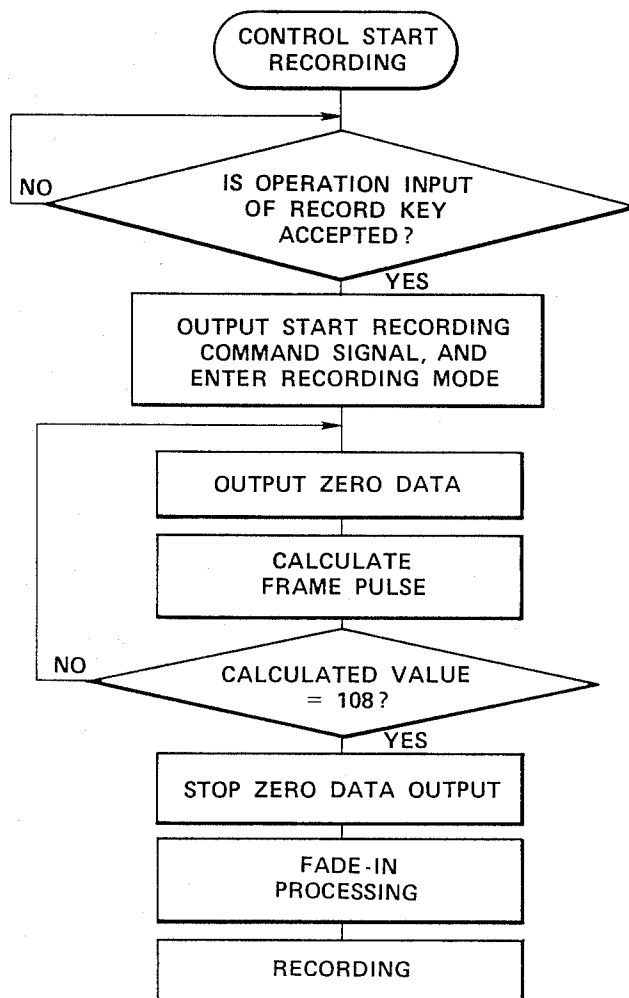 CONTROL START
RECORDING
NO
IS OPERATION INPUT
OF RECORD KEY
ACCEPTED?
YES
OUTPUT START RECORDING
COMMAND SIGNAL, AND
ENTER RECORDING MODE
OUTPUT ZERO DATA
CALCULATE
FRAME PULSE
NO
CALCULATED VALUE
= 108?
YES
STOP ZERO DATA OUTPUT
FADE-IN
PROCESSING
RECORDING